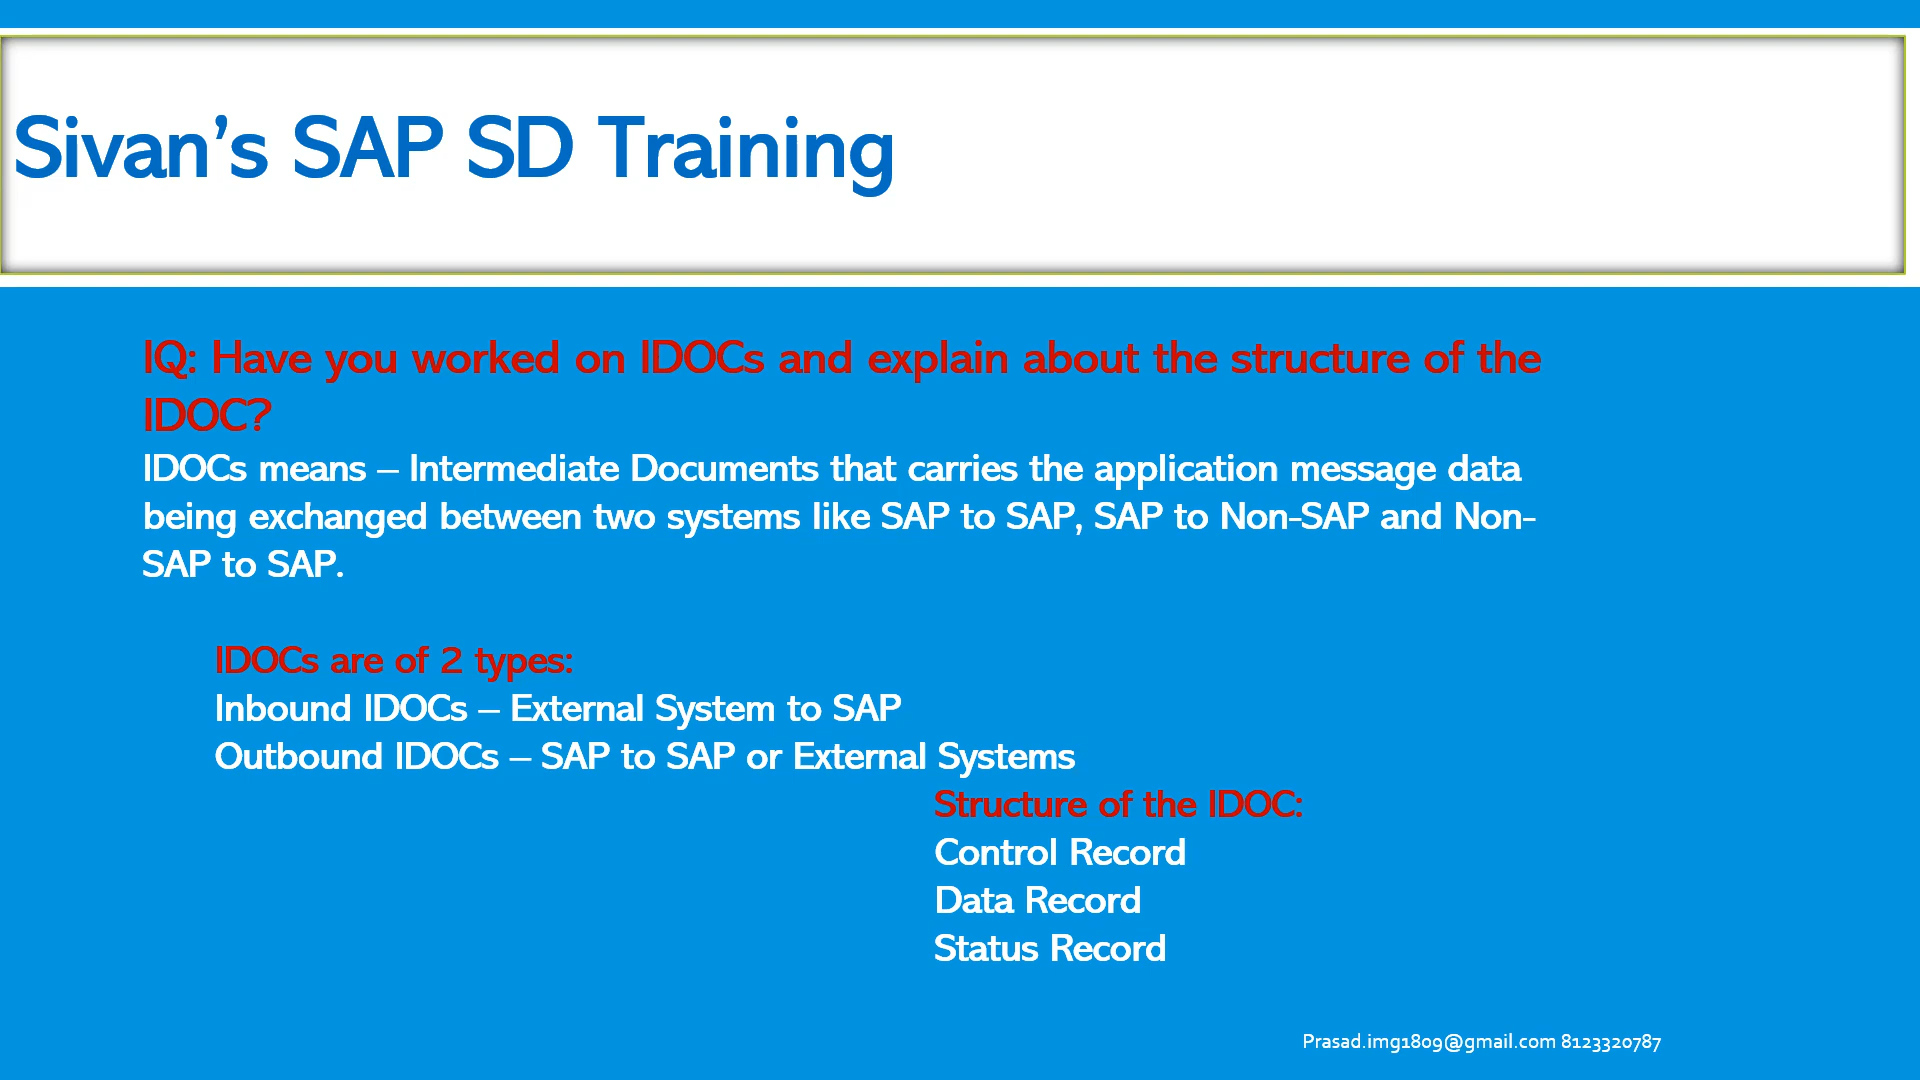 Sivan’s SAP SD Training
IQ: Have you worked on IDOCs and explain about the structure of the
IDOC?
IDOCs means – Intermediate Documents that carries the application message data
being exchanged between two systems like SAP to SAP, SAP to Non-SAP and Non-
SAP to SAP.
IDOCs are of 2 types:
Inbound IDOCs – External System to SAP
Outbound IDOCs – SAP to SAP or External Systems
Structure of the IDOC:
Control Record
Data Record
Status Record
Prasad.img1809@gmail.com 8123320787